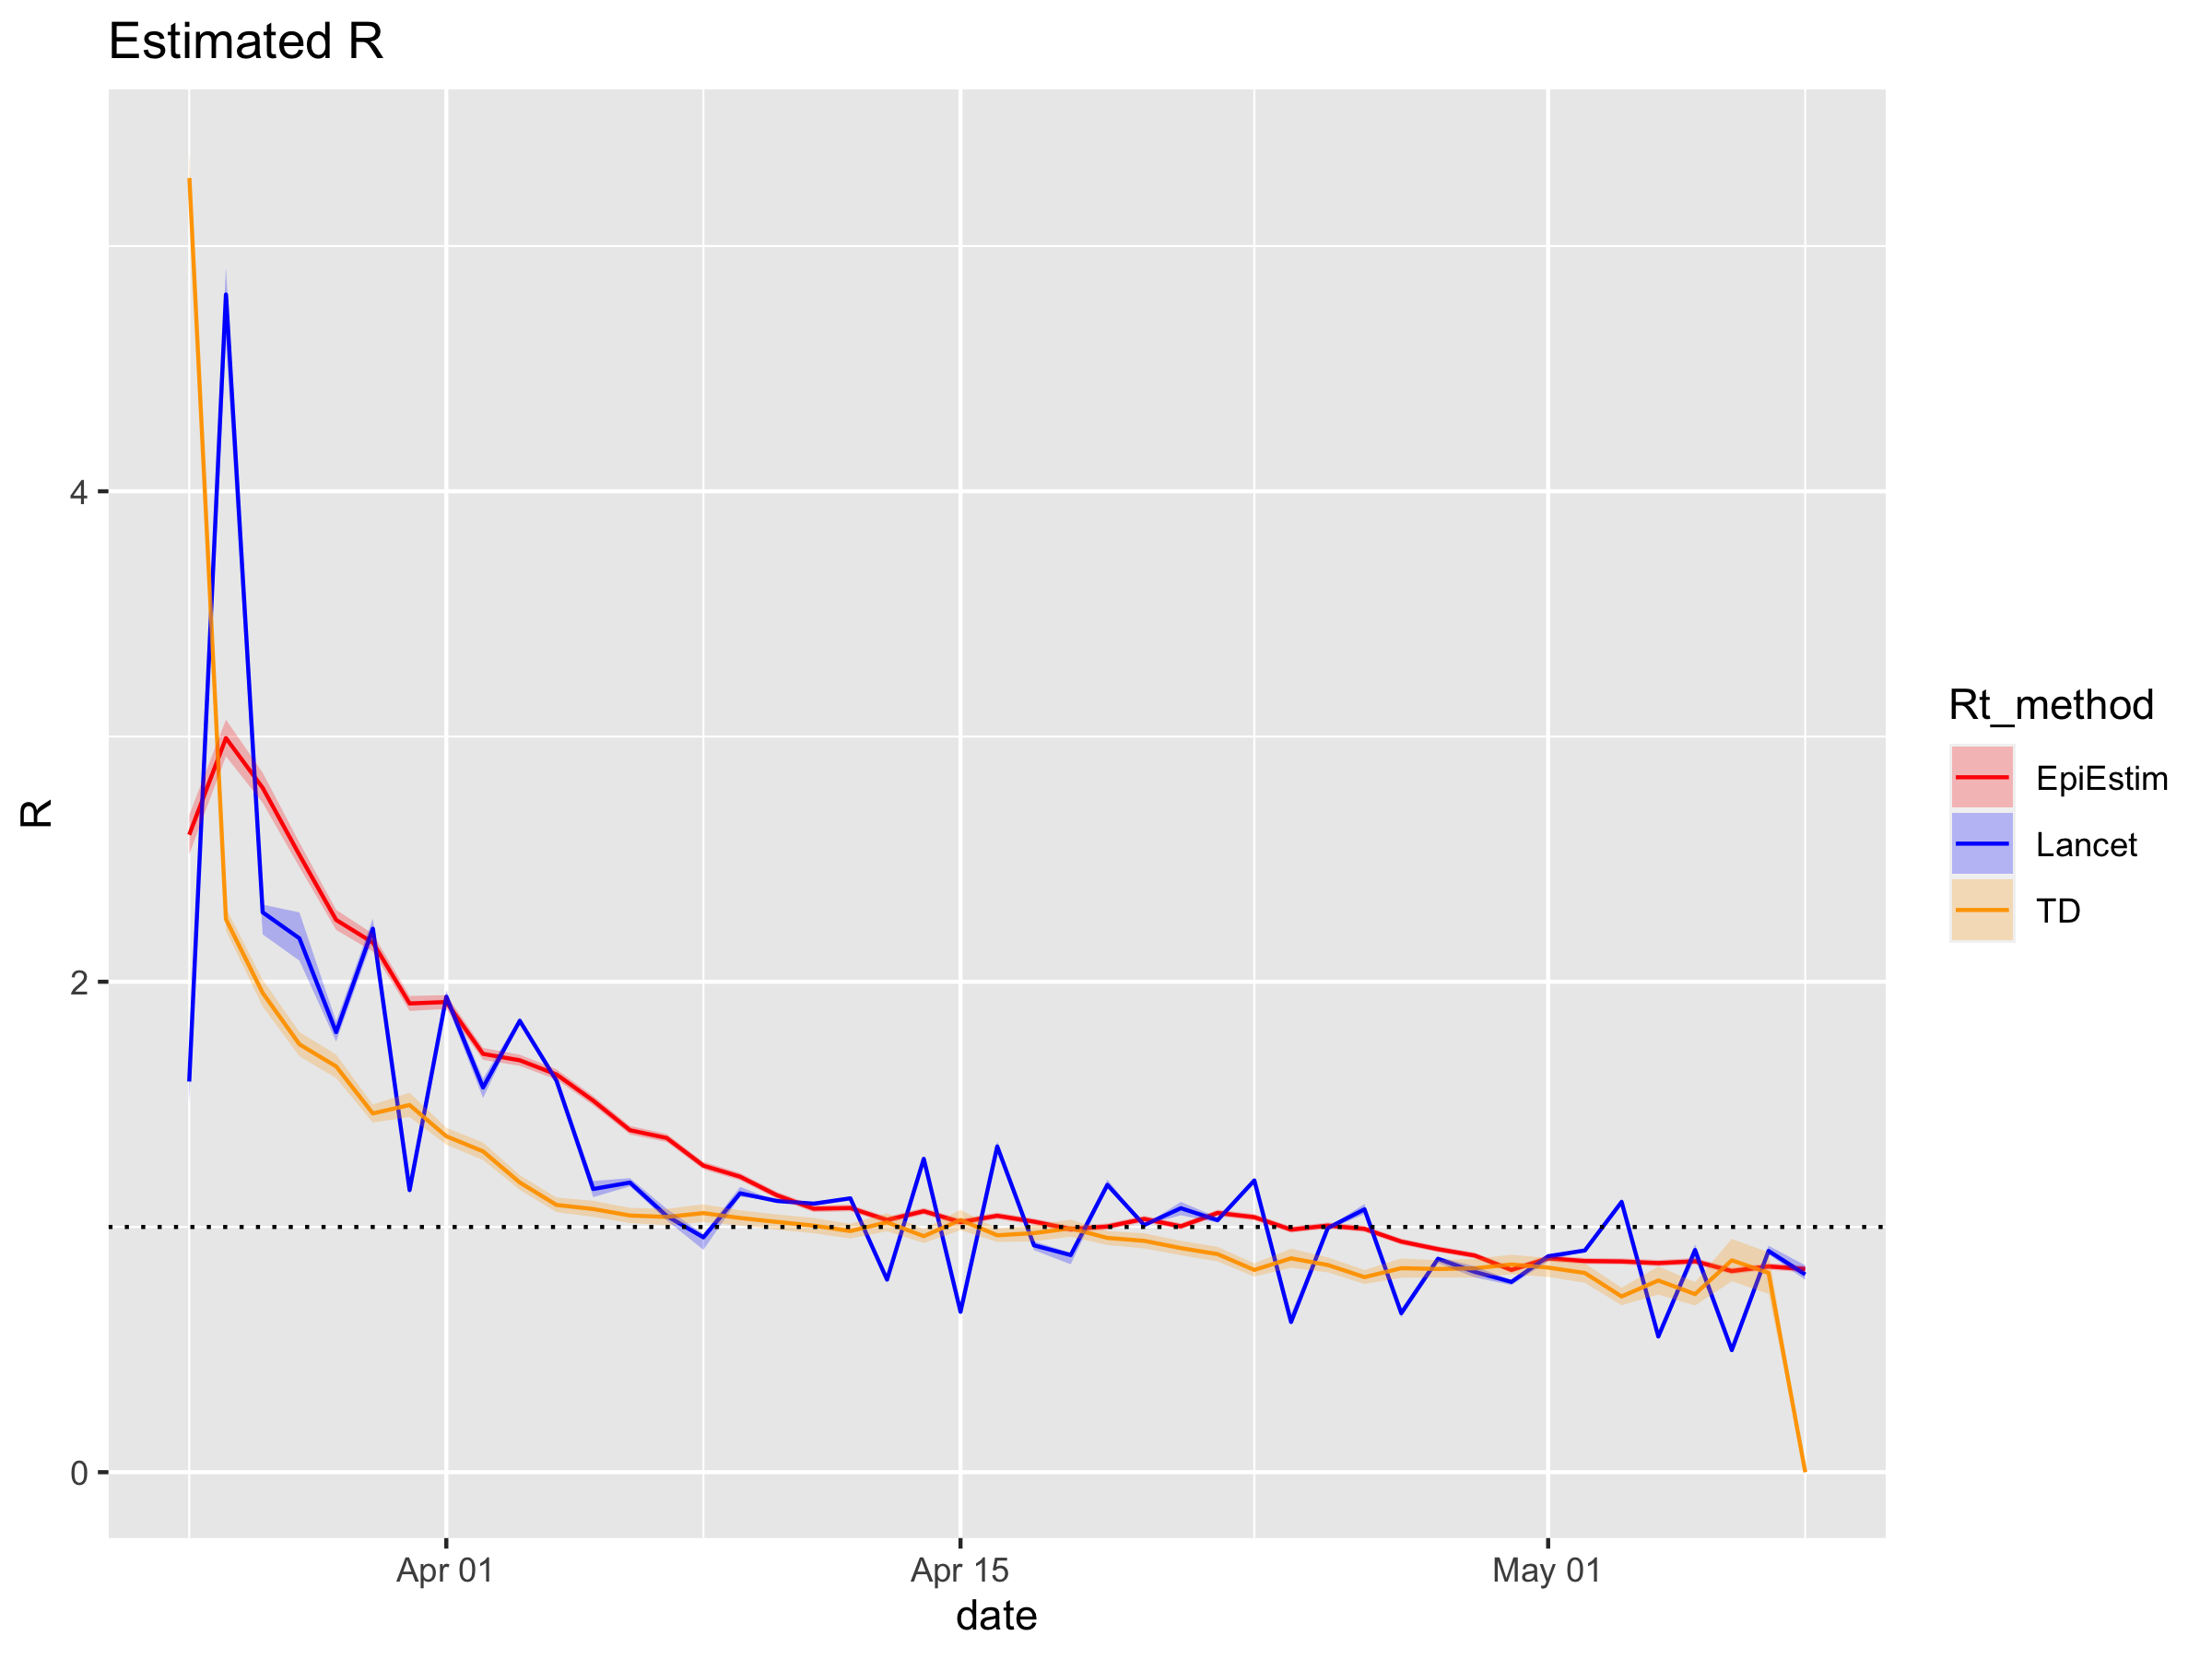 Estimated R
R
4
2
0
Apr 01
Apr 15
May 01
date
Rt_method
EpiEstim
Lancet
TD